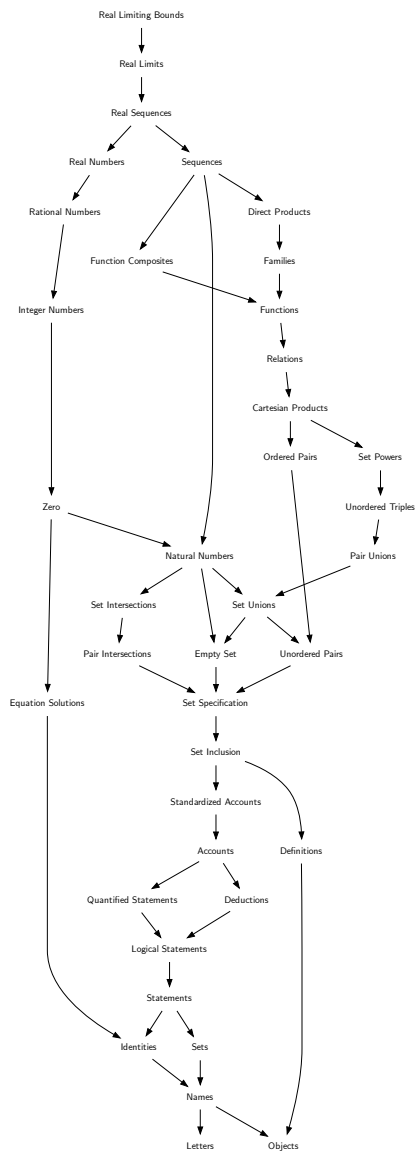 Real Limiting Bounds
Real Limits
Real Sequences
Real Numbers
Sequences
Rational Numbers
Direct Products
Function Composites
Families
Integer Numbers
Functions
Relations
Cartesian Products
Ordered Pairs
Set Powers
Zero
Unordered Triples
Natural Numbers
Pair Unions
Set Intersections
Set Unions
Pair Intersections
Empty Set
Unordered Pairs
Equation Solutions
Set Specification
Set Inclusion
Standardized Accounts
Accounts
Definitions
Quantified Statements
Deductions
Logical Statements
Statements
Identities
Sets
Names
Letters
Objects